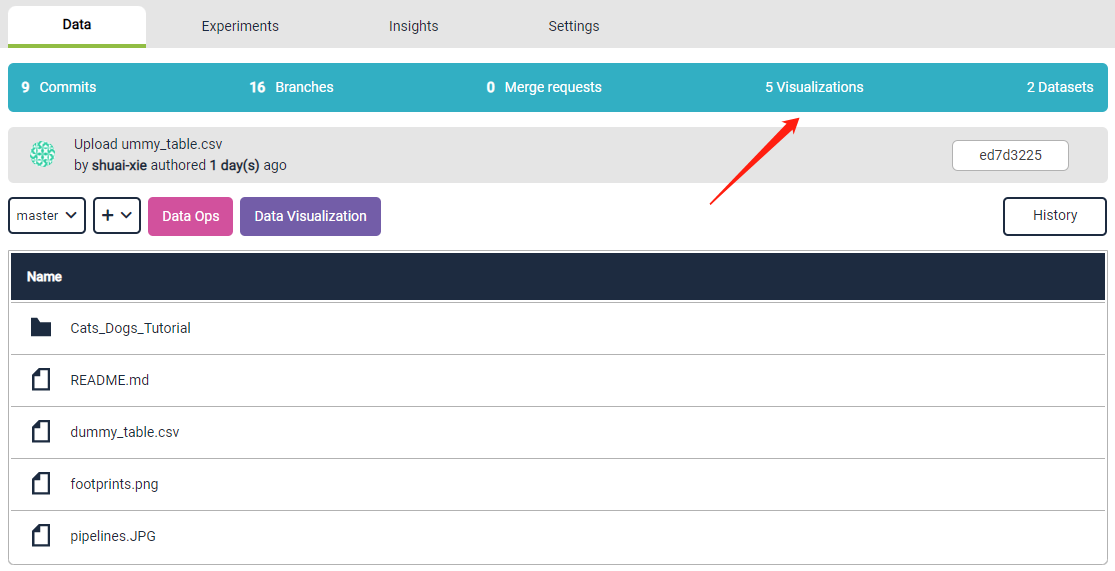 Data Experiments Insights Settings
9 Commits 16 Branches 0 Merge requests 5 Visualizations 2 Datasets
Upload ummy_table.csv
by shuai-xie authored 1 day(s) ago
ed7d3225
master + Data Ops Data Visualization History
Name
Cats_Dogs_Tutorial
README.md
dummy_table.csv
footprints.png
pipelines.JPG